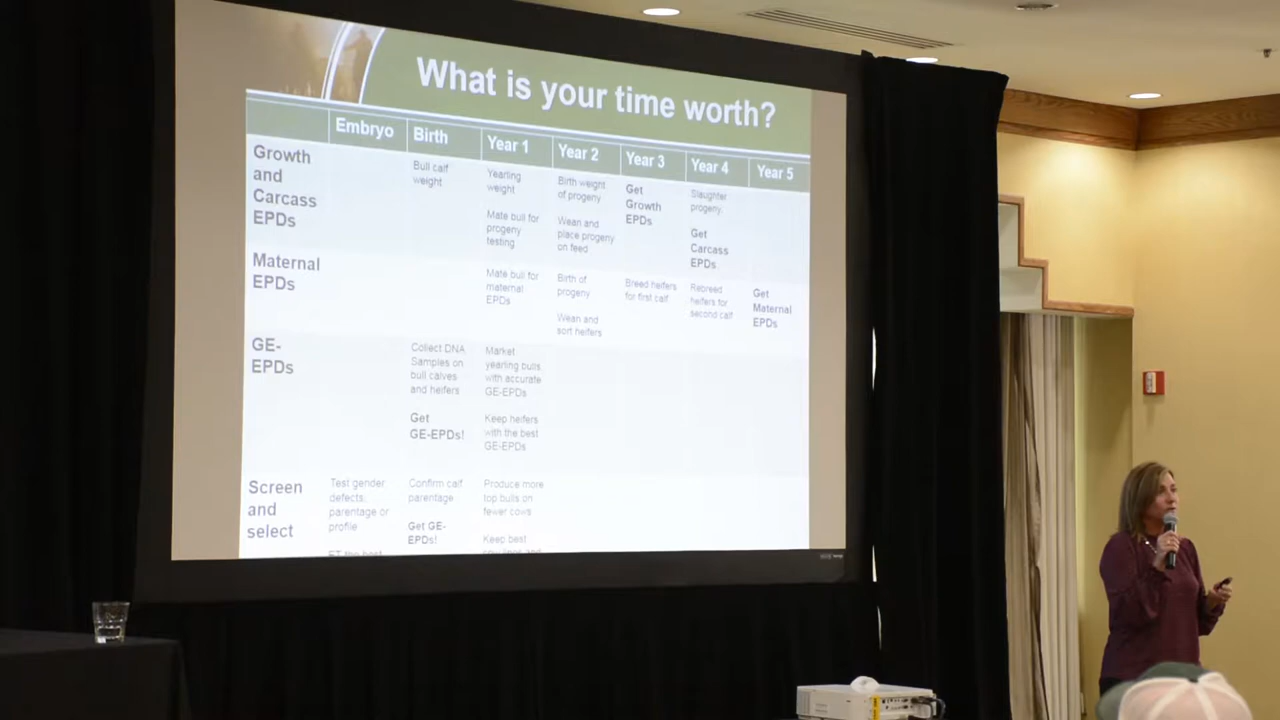 What is your time worth?
Embryo Birth Year 1 Year 2 Year 3 Year 4 Year 5
Growth
and
Carcass
EPDs
Bull calf
weight
Yearling
weight
Mate bull for
progeny
testing
Birth weight
of progeny
Wean and
place progeny
on feed
Get
Growth
EPDs
Slaughter
progeny
Get
Carcass
EPDs
Maternal
EPDs
Mate bull for
maternal
EPDs
Birth of
progeny
Wean and
sort heifers
Breed heifers
for first calf
Rebreed
heifers for
second calf
Get
Maternal
EPDs
GE-
EPDs
Collect DNA
Samples on
bull calves
and heifers
Get
GE-EPDs!
Market
yearling bulls
with accurate
GE-EPDs
Keep heifers
with the best
GE-EPDs
Screen
and
select
Test gender
defects,
parentage or
profile
ET the best
Confirm calf
parentage
Get GE-
EPDs!
Produce more
top bulls on
fewer cows
Keep best
cow lines and